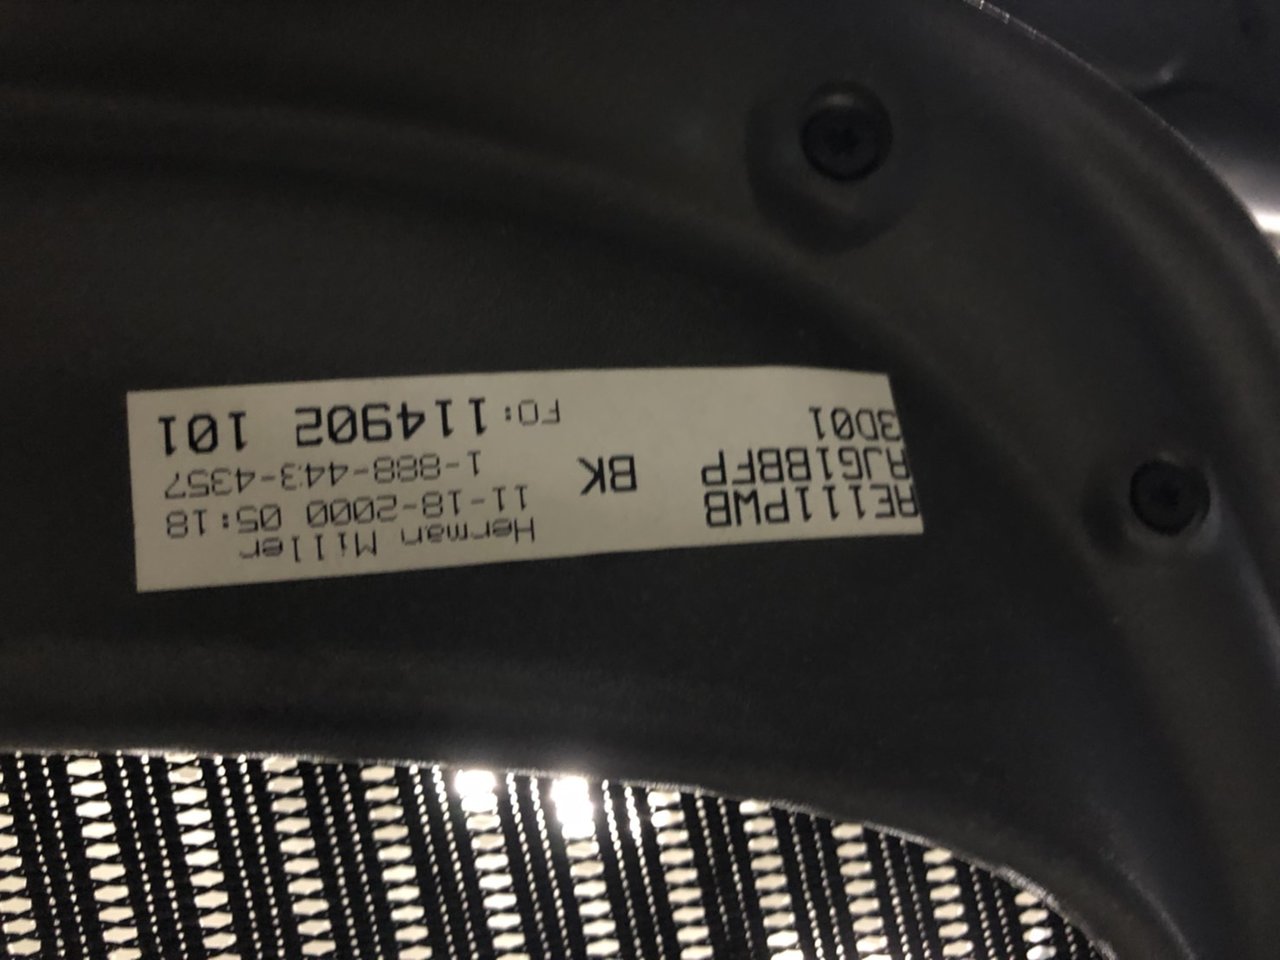 AE111PWB
AJG1BBFP BK
3D01
Herman Miller
11-18-2000 05:18
1-888-443-4357
FO: 114902 101